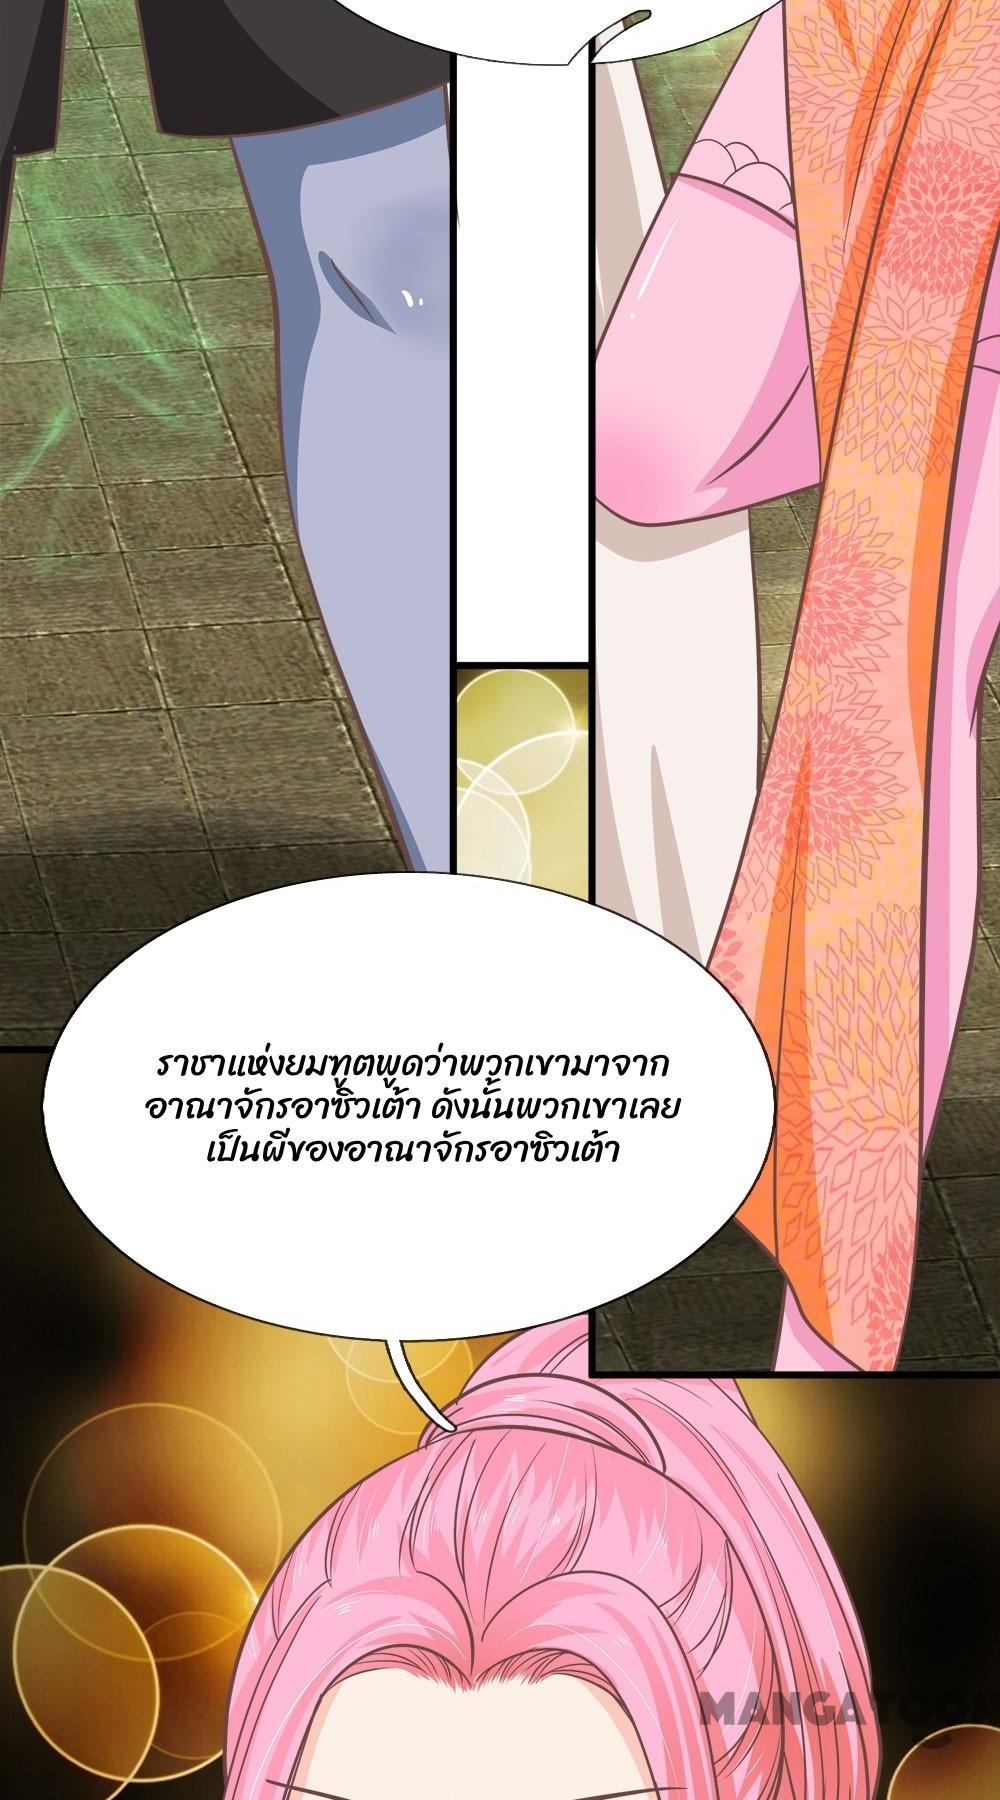 ราชาแห่งยมทูตพูดว่าพวกเขามาจาก
อาณาจักรอาซิ่วเต้า ดังนั้นพวกเขาเลย
เป็นผีของอาณาจักรอาซิวเต้า
MANGATOON